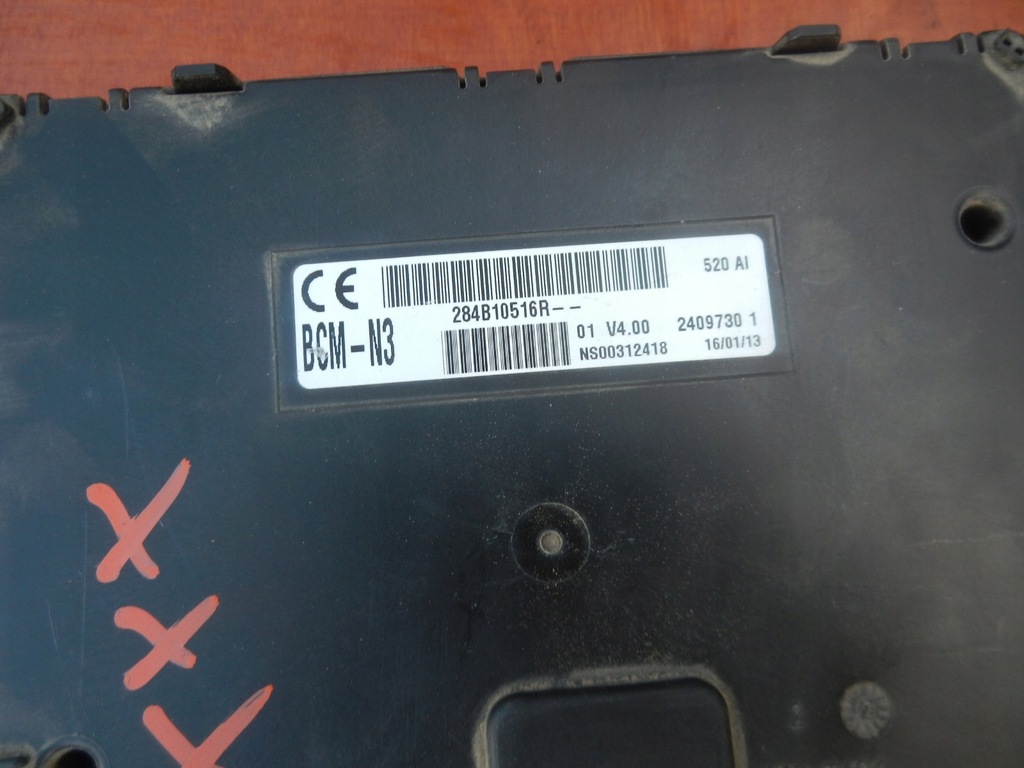 CE
520 AI
284B10516R--
BCM-N3
01 V4.00
2409730 1
NS00312418
16/01/13
X
X
X